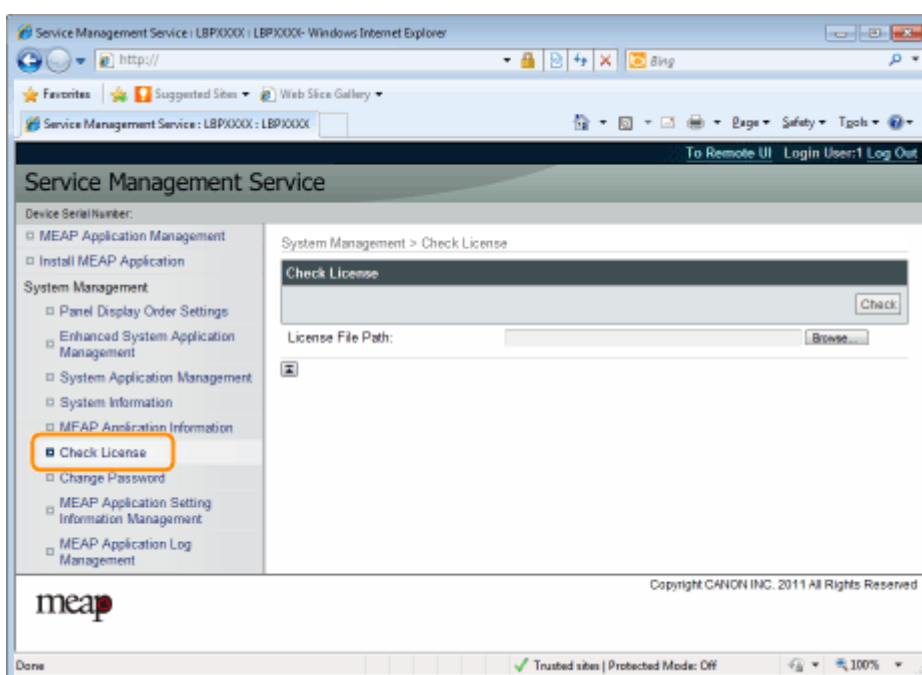 Service Management Service : LBPXXXX : LBPXXXX- Windows Internet Explorer
http://
Bing
Favorites Suggested Sites Web Slice Gallery
Service Management Service : LBPXXXX : LBPXXXX
Page Safety Tools
To Remote UI Login User:1 Log Out
Service Management Service
Device Serial Number:
MEAP Application Management
Install MEAP Application
System Management
Panel Display Order Settings
Enhanced System Application
Management
System Application Management
System Information
MEAP Application Information
Check License
Change Password
MEAP Application Setting
Information Management
MEAP Application Log
Management
System Management > Check License
Check License
Check
License File Path:
Browse...
Copyright CANON INC. 2011 All Rights Reserved
meap
Done
Trusted sites | Protected Mode: Off
100%